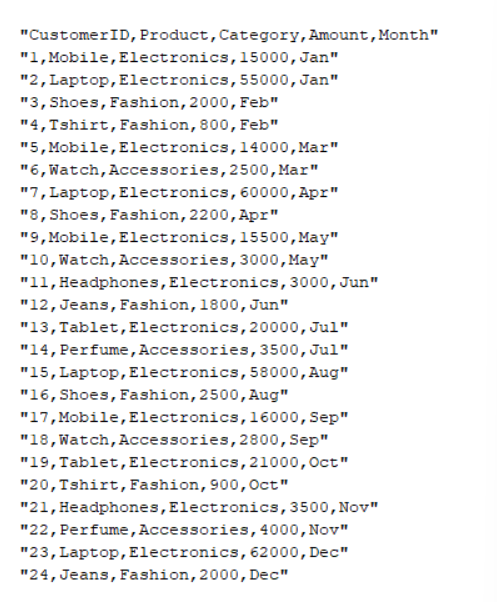 "CustomerID,Product,Category,Amount,Month"
"1,Mobile,Electronics,15000,Jan"
"2,Laptop,Electronics,55000,Jan"
"3,Shoes,Fashion,2000,Feb"
"4,Tshirt,Fashion,800,Feb"
"5,Mobile,Electronics,14000,Mar"
"6,Watch,Accessories,2500,Mar"
"7,Laptop,Electronics,60000,Apr"
"8,Shoes,Fashion,2200,Apr"
"9,Mobile,Electronics,15500,May"
"10,Watch,Accessories,3000,May"
"11,Headphones,Electronics,3000,Jun"
"12,Jeans,Fashion,1800,Jun"
"13,Tablet,Electronics,20000,Jul"
"14,Perfume,Accessories,3500,Jul"
"15,Laptop,Electronics,58000,Aug"
"16,Shoes,Fashion,2500,Aug"
"17,Mobile,Electronics,16000,Sep"
"18,Watch,Accessories,2800,Sep"
"19,Tablet,Electronics,21000,Oct"
"20,Tshirt,Fashion,900,Oct"
"21,Headphones,Electronics,3500,Nov"
"22,Perfume,Accessories,4000,Nov"
"23,Laptop,Electronics,62000,Dec"
"24,Jeans,Fashion,2000,Dec"